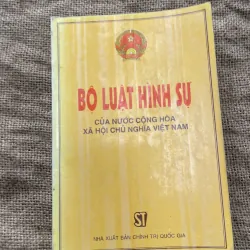 BỘ LUẬT HÌNH SỰ
CỦA NƯỚC CỘNG HÒA
XÃ HỘI CHỦ NGHĨA VIỆT NAM
ST
NHÀ XUẤT BẢN CHÍNH TRỊ QUỐC GIA